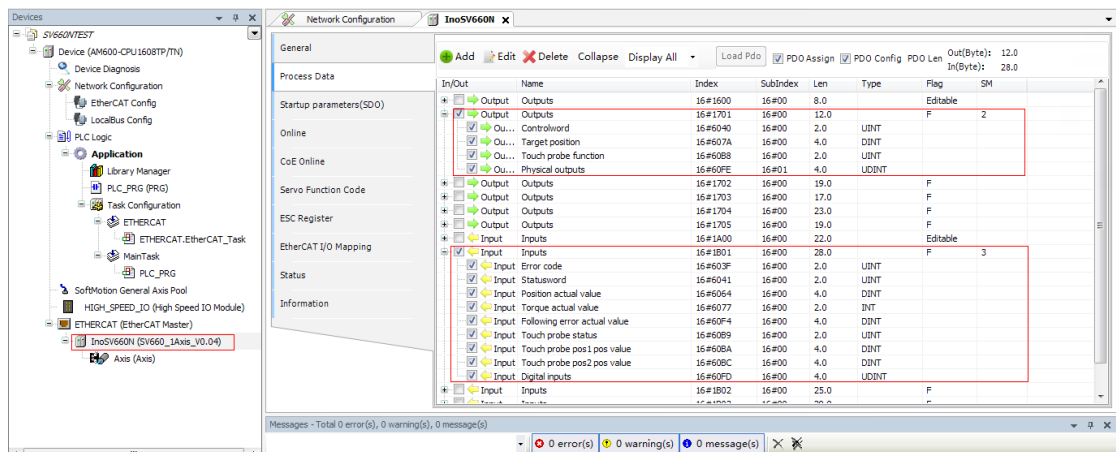 Devices
SV660NTEST
Device (AM600-CPU1608TP/TN)
Device Diagnosis
Network Configuration
EtherCAT Config
LocalBus Config
PLC Logic
Application
Library Manager
PLC_PRG (PRG)
Task Configuration
ETHERCAT
ETHERCAT.EtherCAT_Task
MainTask
PLC_PRG
SoftMotion General Axis Pool
HIGH_SPEED_IO (High Speed IO Module)
ETHERCAT (EtherCAT Master)
InoSV660N (SV660_1Axis_V0.04)
Axis (Axis)
Network Configuration InoSV660N
General
Process Data
Startup parameters(SDO)
Online
CoE Online
Servo Function Code
ESC Register
EtherCAT I/O Mapping
Status
Information
Add Edit Delete Collapse Display All Load Pdo PDO Assign PDO Config PDO Len Out(Byte): 12.0
In(Byte): 28.0
In/Out Name Index SubIndex Len Type Flag SM
Output Outputs 16#1600 16#00 8.0 Editable
Output Outputs 16#1701 16#00 12.0 F 2
Ou... Controlword 16#6040 16#00 2.0 UINT
Ou... Target position 16#607A 16#00 4.0 DINT
Ou... Touch probe function 16#60B8 16#00 2.0 UINT
Ou... Physical outputs 16#60FE 16#01 4.0 UDINT
Output Outputs 16#1702 16#00 19.0 F
Output Outputs 16#1703 16#00 17.0 F
Output Outputs 16#1704 16#00 23.0 F
Output Outputs 16#1705 16#00 19.0 F
Input Inputs 16#1A00 16#00 22.0 Editable
Input Inputs 16#1B01 16#00 28.0 F 3
Input Error code 16#603F 16#00 2.0 UINT
Input Statusword 16#6041 16#00 2.0 UINT
Input Position actual value 16#6064 16#00 4.0 DINT
Input Torque actual value 16#6077 16#00 2.0 INT
Input Following error actual value 16#60F4 16#00 4.0 DINT
Input Touch probe status 16#60B9 16#00 2.0 UINT
Input Touch probe pos1 pos value 16#60BA 16#00 4.0 DINT
Input Touch probe pos2 pos value 16#60BC 16#00 4.0 DINT
Input Digital inputs 16#60FD 16#00 4.0 UDINT
Input Inputs 16#1B02 16#00 25.0 F
Messages - Total 0 error(s), 0 warning(s), 0 message(s)
0 error(s) 0 warning(s) 0 message(s)